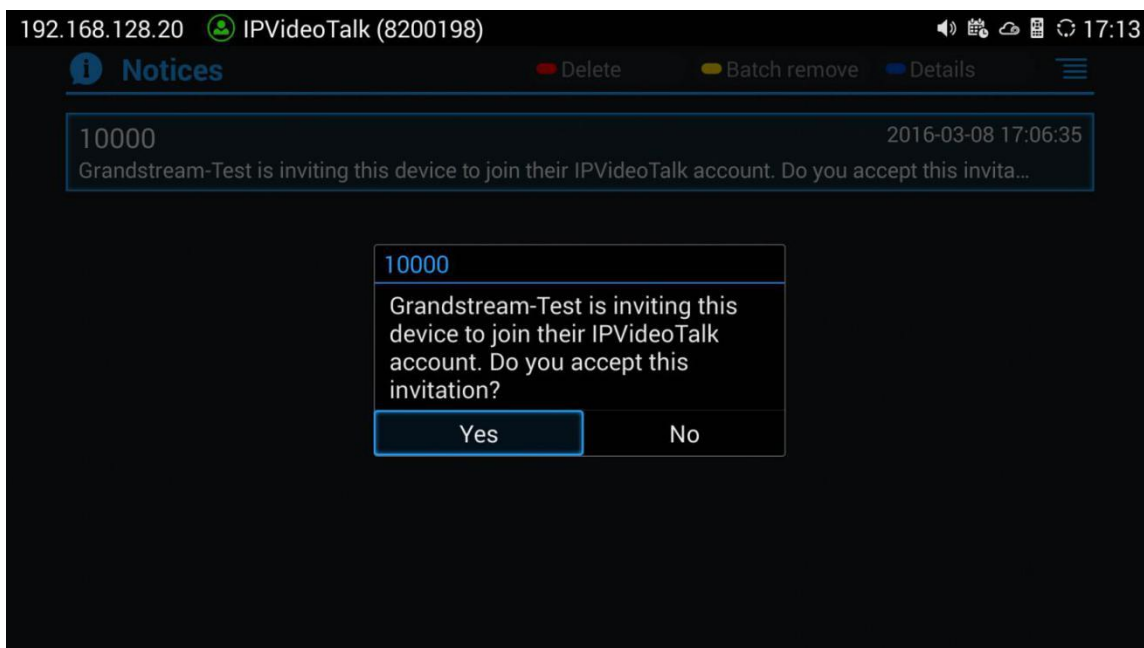 192.168.128.20 IPVideoTalk (8200198) 17:13
Notices Delete Batch remove Details
10000 2016-03-08 17:06:35
Grandstream-Test is inviting this device to join their IPVideoTalk account. Do you accept this invita...
10000
Grandstream-Test is inviting this
device to join their IPVideoTalk
account. Do you accept this
invitation?
Yes No